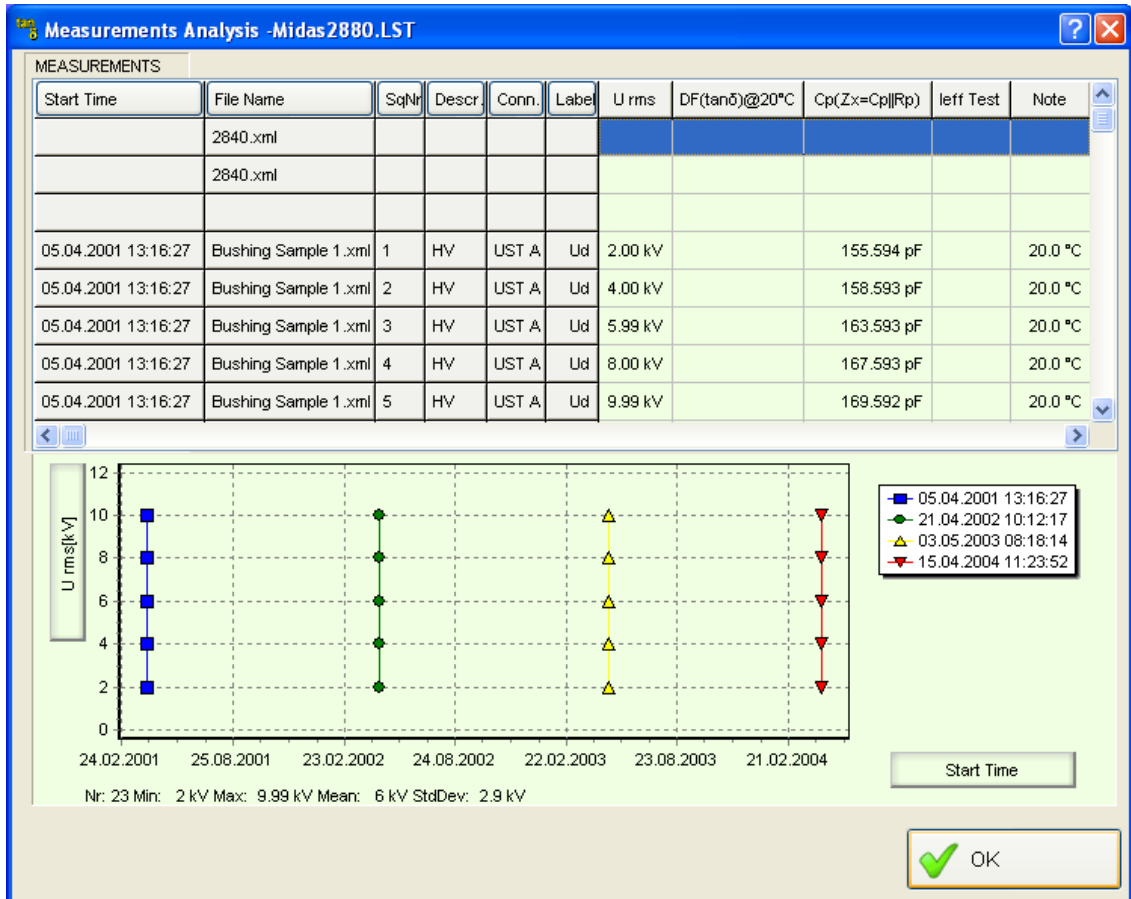 tan δ Measurements Analysis -Midas2880.LST
MEASUREMENTS
Start Time File Name SqNr Descr. Conn. Label U rms DF(tanδ)@20°C Cp(Zx=Cp||Rp) Ieff Test Note
2840.xml
2840.xml
05.04.2001 13:16:27 Bushing Sample 1.xml 1 HV UST A Ud 2.00 kV 155.594 pF 20.0 °C
05.04.2001 13:16:27 Bushing Sample 1.xml 2 HV UST A Ud 4.00 kV 158.593 pF 20.0 °C
05.04.2001 13:16:27 Bushing Sample 1.xml 3 HV UST A Ud 5.99 kV 163.593 pF 20.0 °C
05.04.2001 13:16:27 Bushing Sample 1.xml 4 HV UST A Ud 8.00 kV 167.593 pF 20.0 °C
05.04.2001 13:16:27 Bushing Sample 1.xml 5 HV UST A Ud 9.99 kV 169.592 pF 20.0 °C
U rms[kV]
12
10
8
6
4
2
0
24.02.2001 25.08.2001 23.02.2002 24.08.2002 22.02.2003 23.08.2003 21.02.2004
05.04.2001 13:16:27
21.04.2002 10:12:17
03.05.2003 08:18:14
15.04.2004 11:23:52
Start Time
Nr: 23 Min: 2 kV Max: 9.99 kV Mean: 6 kV StdDev: 2.9 kV
OK